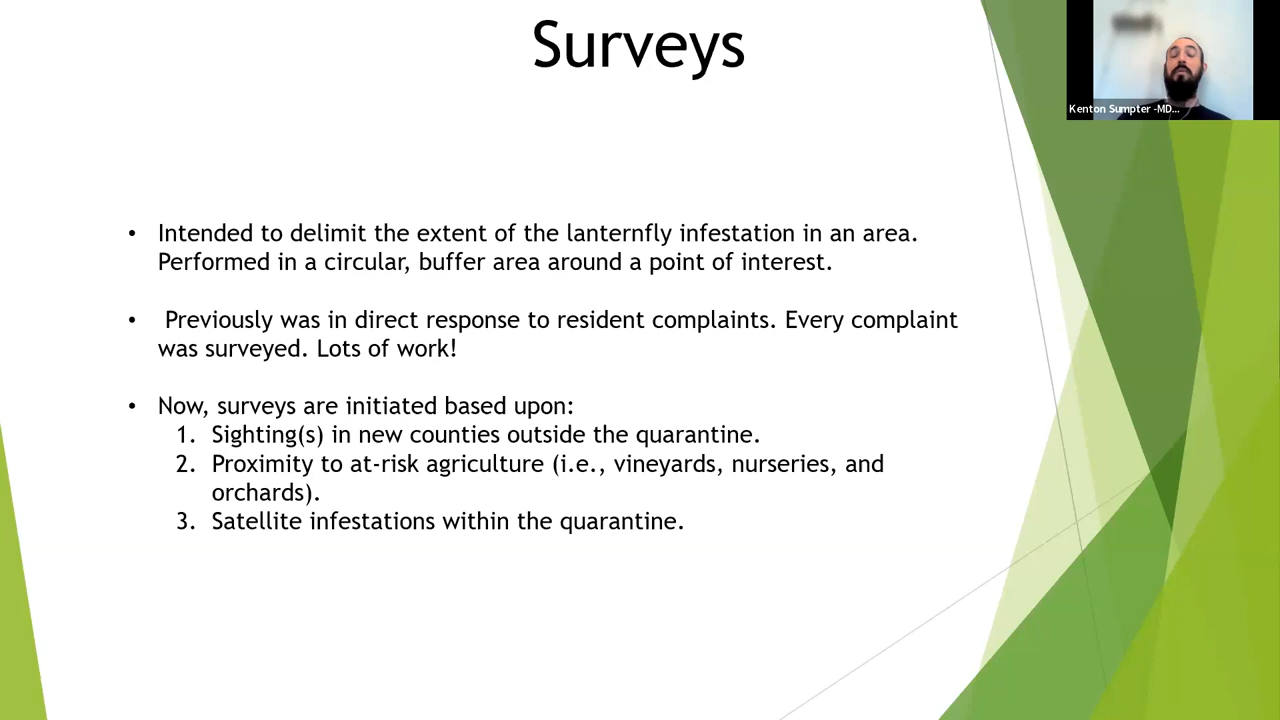 Surveys
Kenton Sumpter -MD...
• Intended to delimit the extent of the lanternfly infestation in an area.
Performed in a circular, buffer area around a point of interest.
• Previously was in direct response to resident complaints. Every complaint
was surveyed. Lots of work!
• Now, surveys are initiated based upon:
1. Sighting(s) in new counties outside the quarantine.
2. Proximity to at-risk agriculture (i.e., vineyards, nurseries, and
orchards).
3. Satellite infestations within the quarantine.